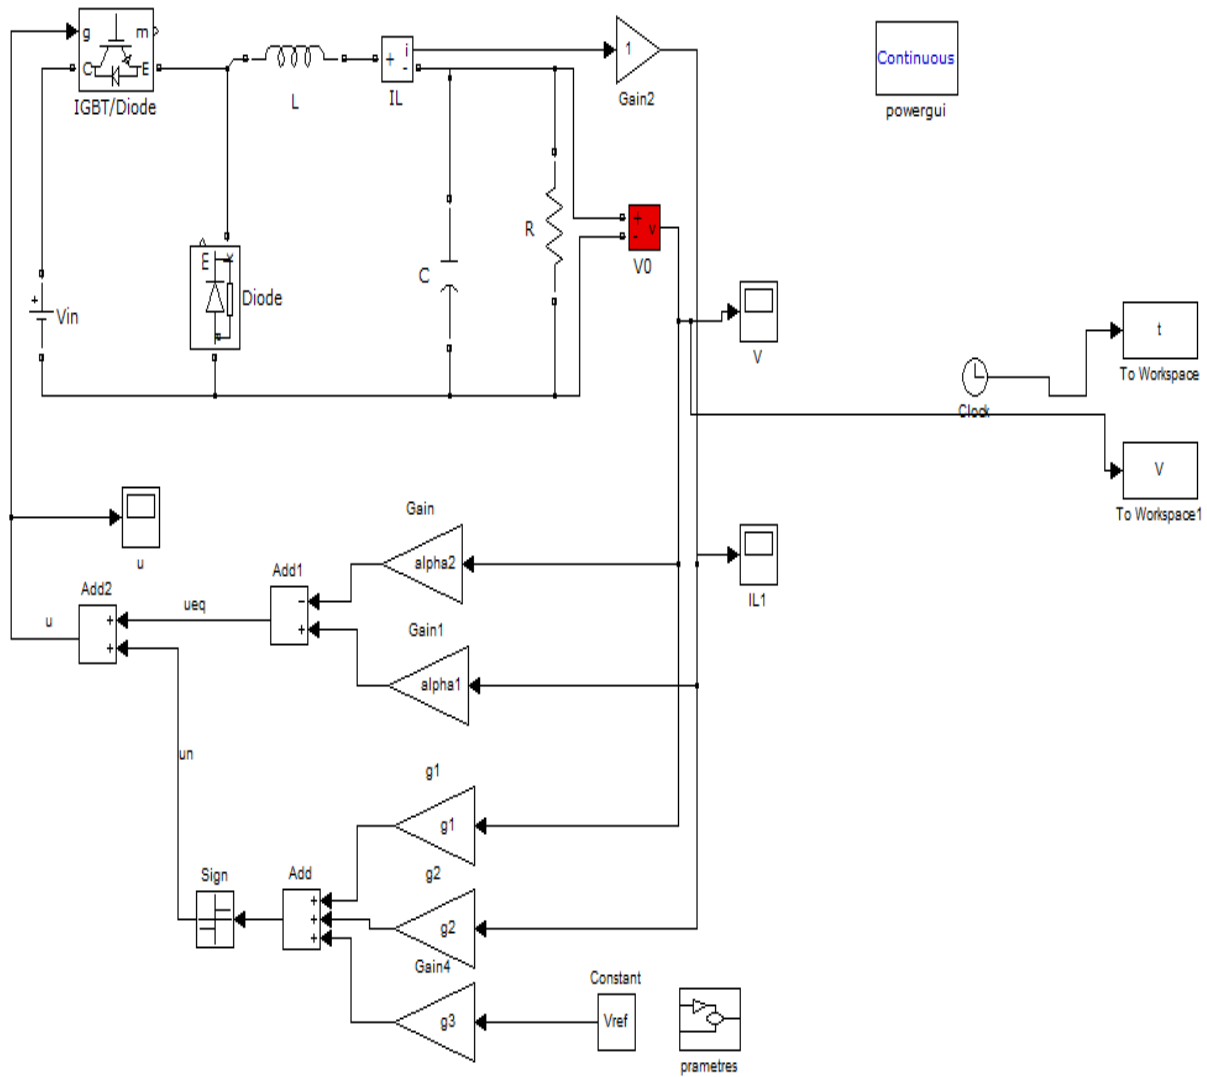 g
m
C
E
IGBT/Diode
L
+
i
-
IL
1
Gain2
Continuous
powergui
+
Vin
E
Diode
C
R
+
-
v
V0
V
t
To Workspace
Clock
V
To Workspace1
u
Gain
alpha2
IL1
Add1
-
+
ueq
Add2
+
+
u
Gain1
alpha1
un
g1
g1
g2
g2
Sign
Add
+
+
+
Gain4
g3
Constant
Vref
prametres